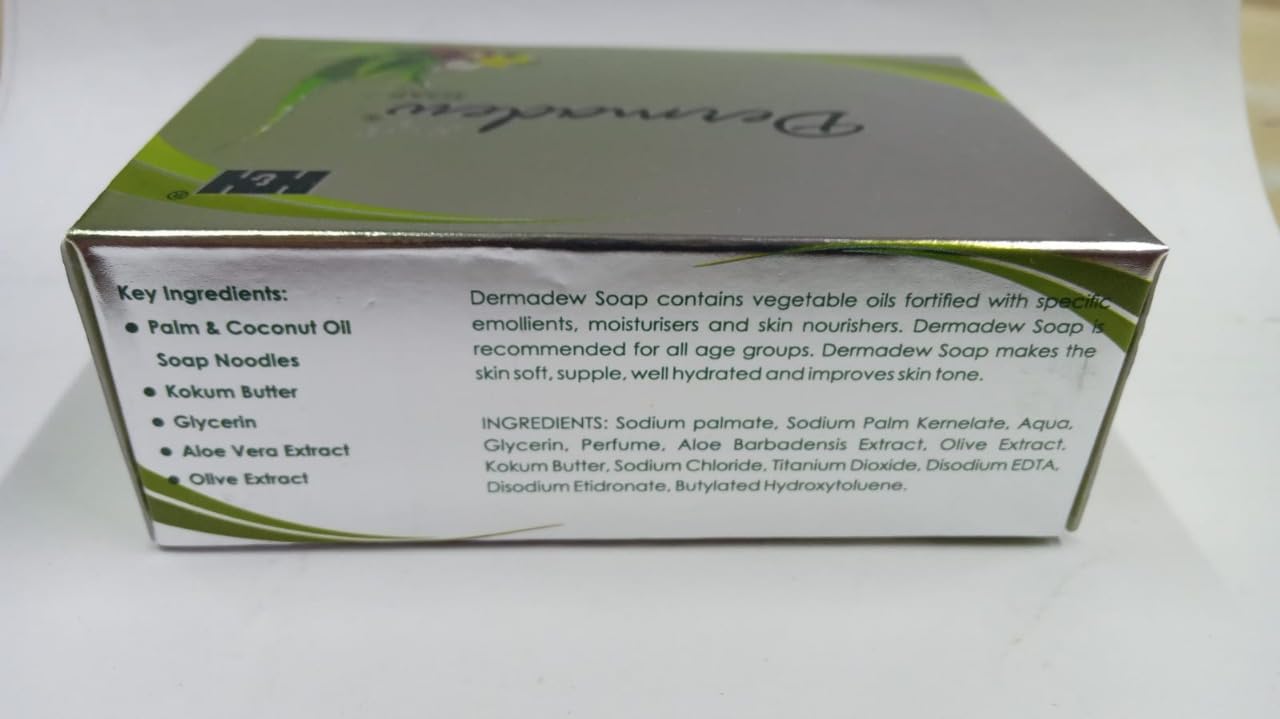 Dermadew
SOAP
H&H
®
Key Ingredients:
● Palm & Coconut Oil
Soap Noodles
● Kokum Butter
● Glycerin
● Aloe Vera Extract
● Olive Extract
Dermadew Soap contains vegetable oils fortified with specific
emollients, moisturisers and skin nourishers. Dermadew Soap is
recommended for all age groups. Dermadew Soap makes the
skin soft, supple, well hydrated and improves skin tone.
INGREDIENTS: Sodium palmate, Sodium Palm Kernelate, Aqua,
Glycerin, Perfume, Aloe Barbadensis Extract, Olive Extract,
Kokum Butter, Sodium Chloride, Titanium Dioxide, Disodium EDTA,
Disodium Etidronate, Butylated Hydroxytoluene.